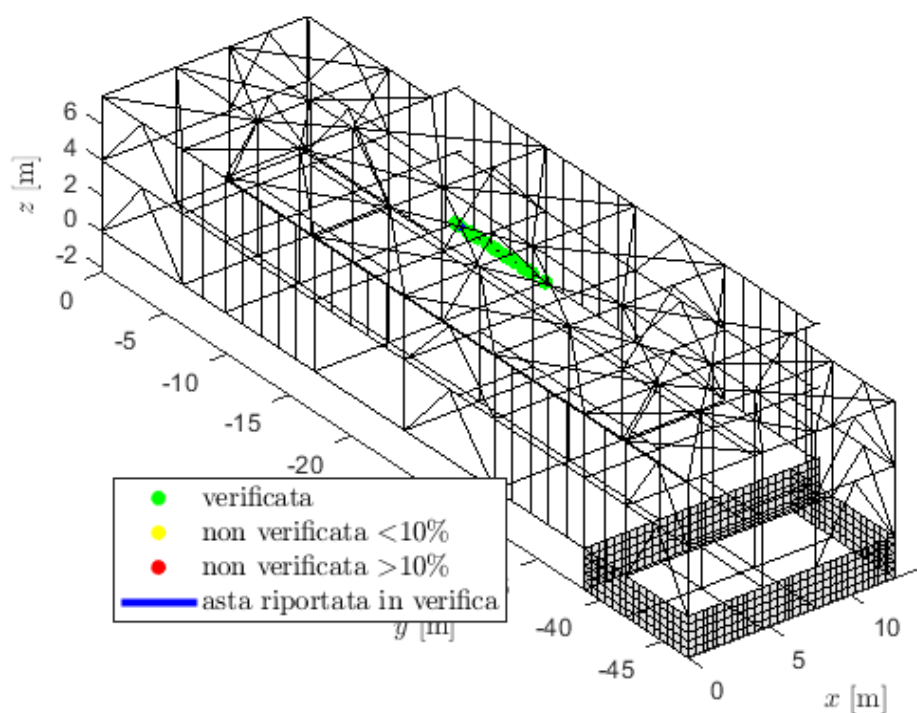 6
4
2
0
-2
z [m]
0
-5
-10
-15
-20
-40
-45
y [m]
0
5
10
x [m]
verificata
non verificata <10%
non verificata >10%
asta riportata in verifica